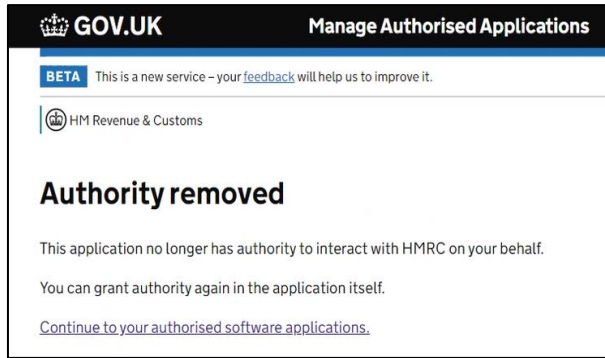 GOV.UK Manage Authorised Applications
BETA This is a new service – your feedback will help us to improve it.
HM Revenue & Customs
Authority removed
This application no longer has authority to interact with HMRC on your behalf.
You can grant authority again in the application itself.
Continue to your authorised software applications.